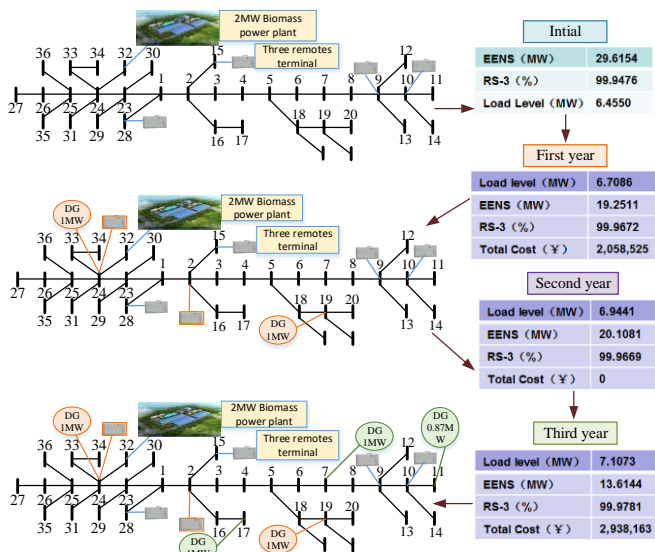 2MW Biomass
power plant
Three remotes
terminal
36 33 34 32 30 15 12
1 2 3 4 5 6 7 8 9 10 11
27 26 25 24 23
35 31 29 28
18 19 20
16 17
13 14
Intial
EENS（MW） 29.6154
RS-3（%） 99.9476
Load Level（MW） 6.4550
First year
Load level（MW） 6.7086
EENS（MW） 19.2511
RS-3（%） 99.9672
Total Cost（￥） 2,058,525
DG
1MW
2MW Biomass
power plant
Three remotes
terminal
36 33 34 32 30 15 12
1 2 3 4 5 6 7 8 9 10 11
27 26 25 24 23
35 31 29 28
18 19 20
16 17
DG
1MW
13 14
Second year
Load level（MW） 6.9441
EENS（MW） 20.1081
RS-3（%） 99.9669
Total Cost（￥） 0
DG
1MW
2MW Biomass
power plant
Three remotes
terminal
DG
1MW
DG
0.87M
W
36 33 34 32 30 15 12
1 2 3 4 5 6 7 8 9 10 11
27 26 25 24 23
35 31 29 28
18 19 20
16 17
DG
1MW
DG
1MW
13 14
Third year
Load level（MW） 7.1073
EENS（MW） 13.6144
RS-3（%） 99.9781
Total Cost（￥） 2,938,163